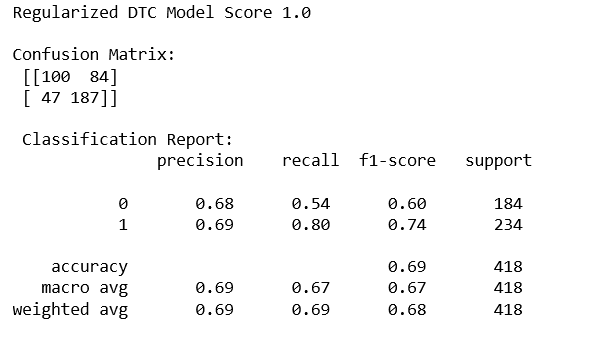 Regularized DTC Model Score 1.0
Confusion Matrix:
[[100 84]
[ 47 187]]
Classification Report:
precision recall f1-score support
0 0.68 0.54 0.60 184
1 0.69 0.80 0.74 234
accuracy 0.69 418
macro avg 0.69 0.67 0.67 418
weighted avg 0.69 0.69 0.68 418